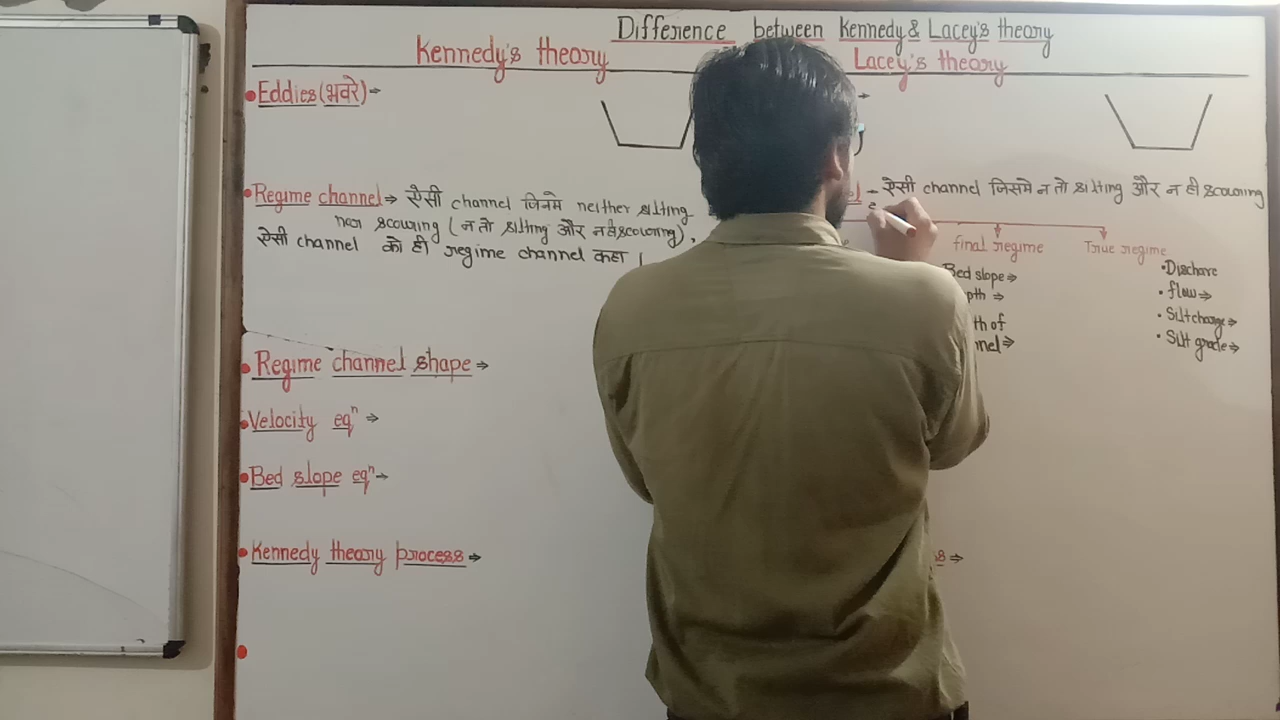 Difference between Kennedy & Lacey's theory
Kennedy's theory
Lacey's theory
•Eddies(भवरे)→
•Regime channel⇒ ऐसी channel जिनमे neither silting
nor scouring (न तो silting और नही scouring),
ऐसी channel को ही regime channel कहा ।
• Regime channel shape⇒
•Velocity eqⁿ ⇒
•Bed slope eqⁿ→
•Kennedy theory process⇒
→ ऐसी channel जिसमे न तो silting और न ही scouring
final regime
True regime
Bed slope⇒
•Dischare
• flow⇒
• Silt charge⇒
• Silt grade⇒